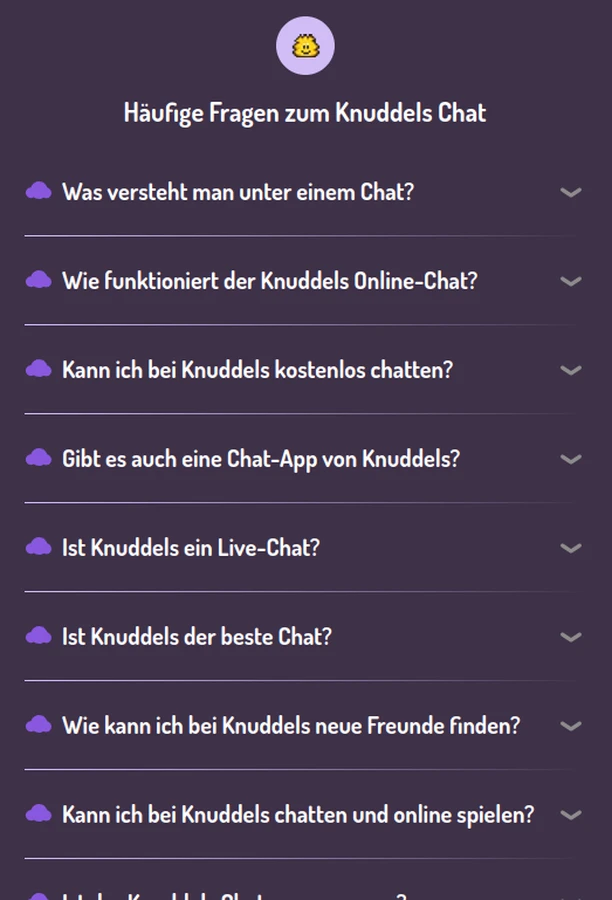 Häufige Fragen zum Knuddels Chat
Was versteht man unter einem Chat?
Wie funktioniert der Knuddels Online-Chat?
Kann ich bei Knuddels kostenlos chatten?
Gibt es auch eine Chat-App von Knuddels?
Ist Knuddels ein Live-Chat?
Ist Knuddels der beste Chat?
Wie kann ich bei Knuddels neue Freunde finden?
Kann ich bei Knuddels chatten und online spielen?